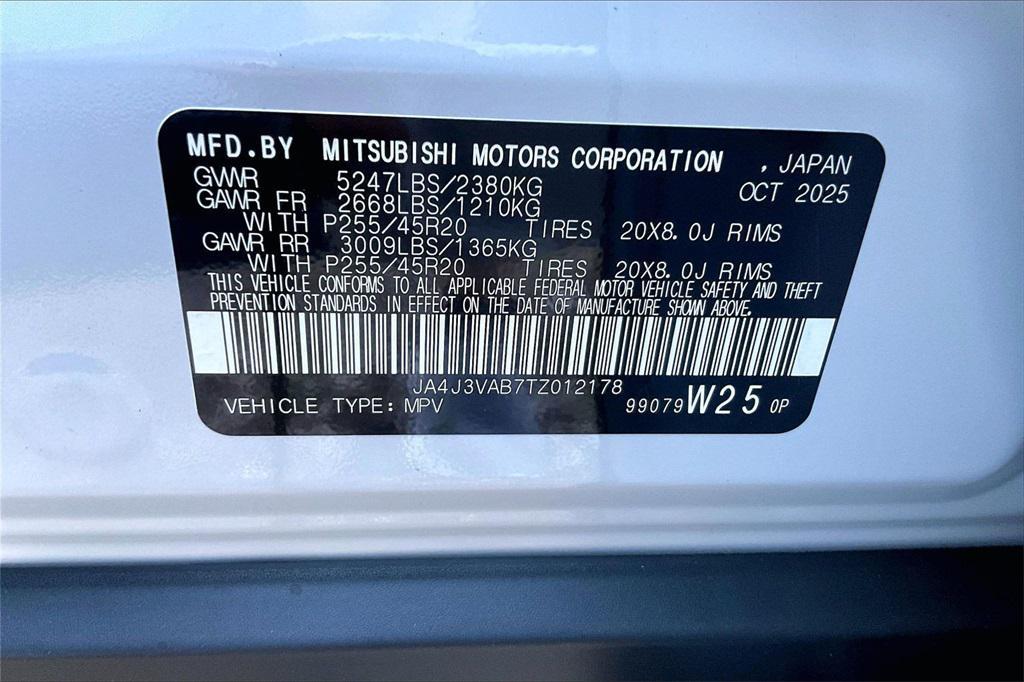 MFD.BY MITSUBISHI MOTORS CORPORATION , JAPAN
GVWR 5247LBS/2380KG OCT 2025
GAWR FR 2668LBS/1210KG
WITH P255/45R20 TIRES 20X8.0J RIMS
GAWR RR 3009LBS/1365KG
WITH P255/45R20 TIRES 20X8.0J RIMS
THIS VEHICLE CONFORMS TO ALL APPLICABLE FEDERAL MOTOR VEHICLE SAFETY AND THEFT
PREVENTION STANDARDS IN EFFECT ON THE DATE OF MANUFACTURE SHOWN ABOVE.
JA4J3VAB7TZ012178
VEHICLE TYPE:MPV 99079 W25 0P